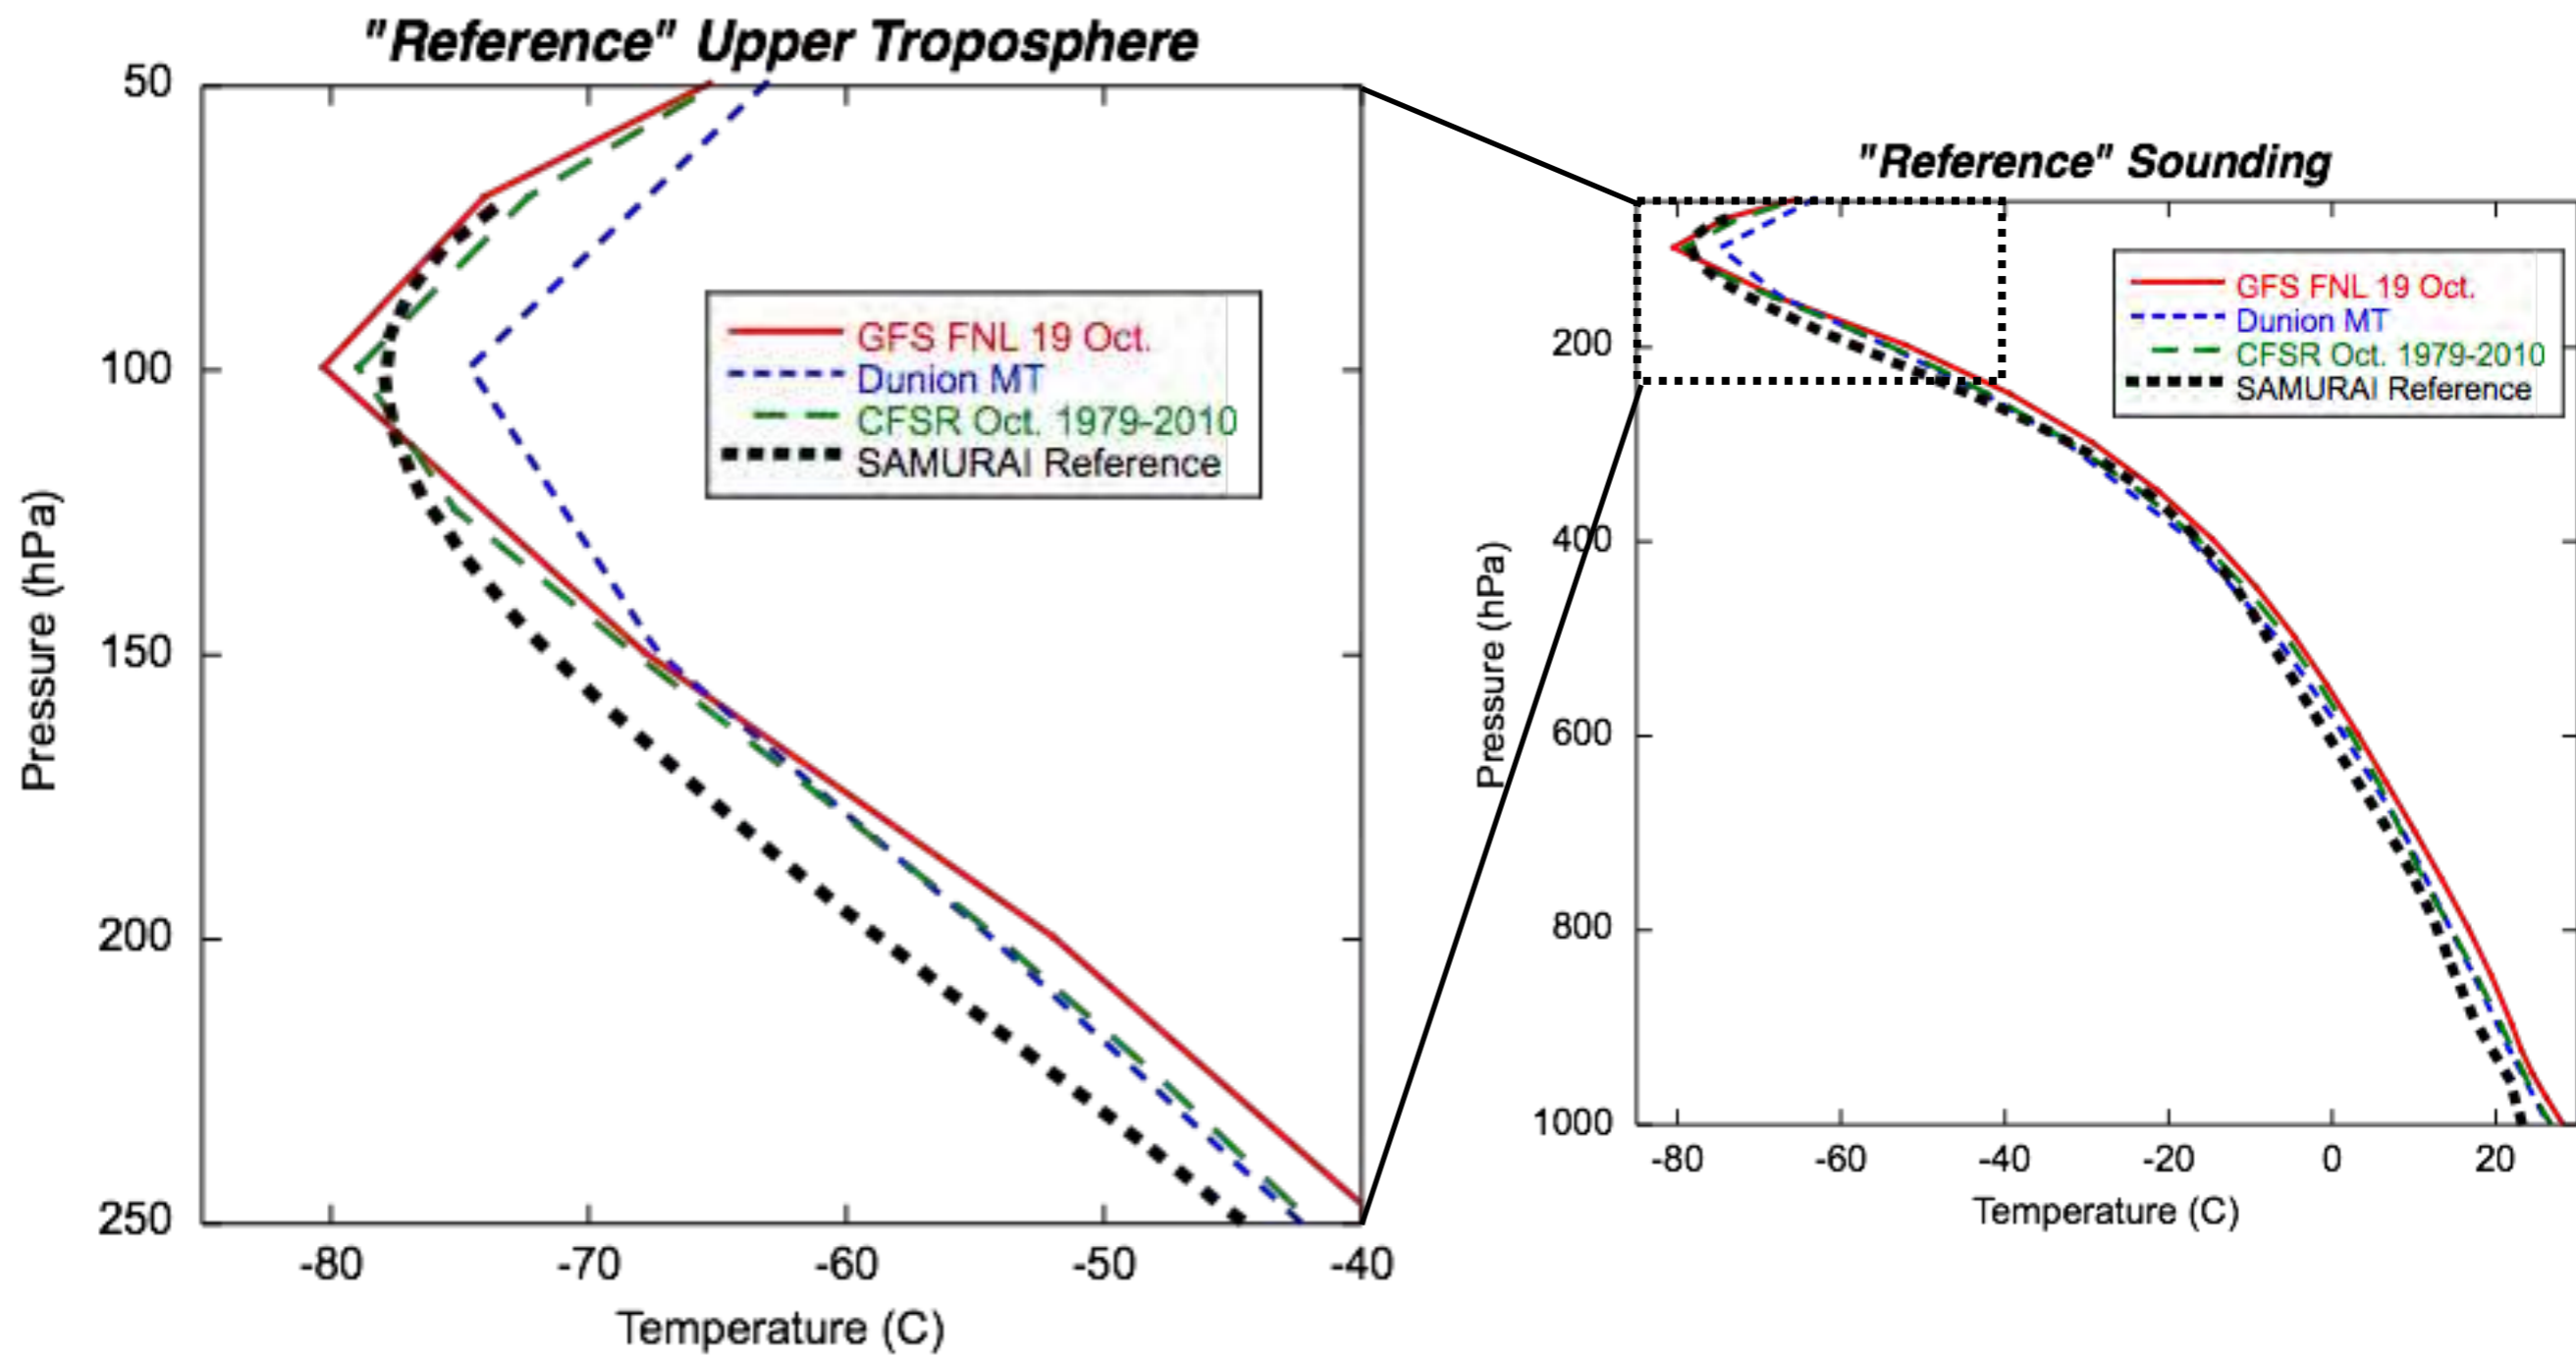 "Reference" Upper Troposphere
50
100
150
200
250
Pressure (hPa)
-80 -70 -60 -50 -40
Temperature (C)
GFS FNL 19 Oct.
Dunion MT
CFSR Oct. 1979-2010
SAMURAI Reference
"Reference" Sounding
200
400
600
800
1000
Pressure (hPa)
-80 -60 -40 -20 0 20
Temperature (C)
GFS FNL 19 Oct.
Dunion MT
CFSR Oct. 1979-2010
SAMURAI Reference